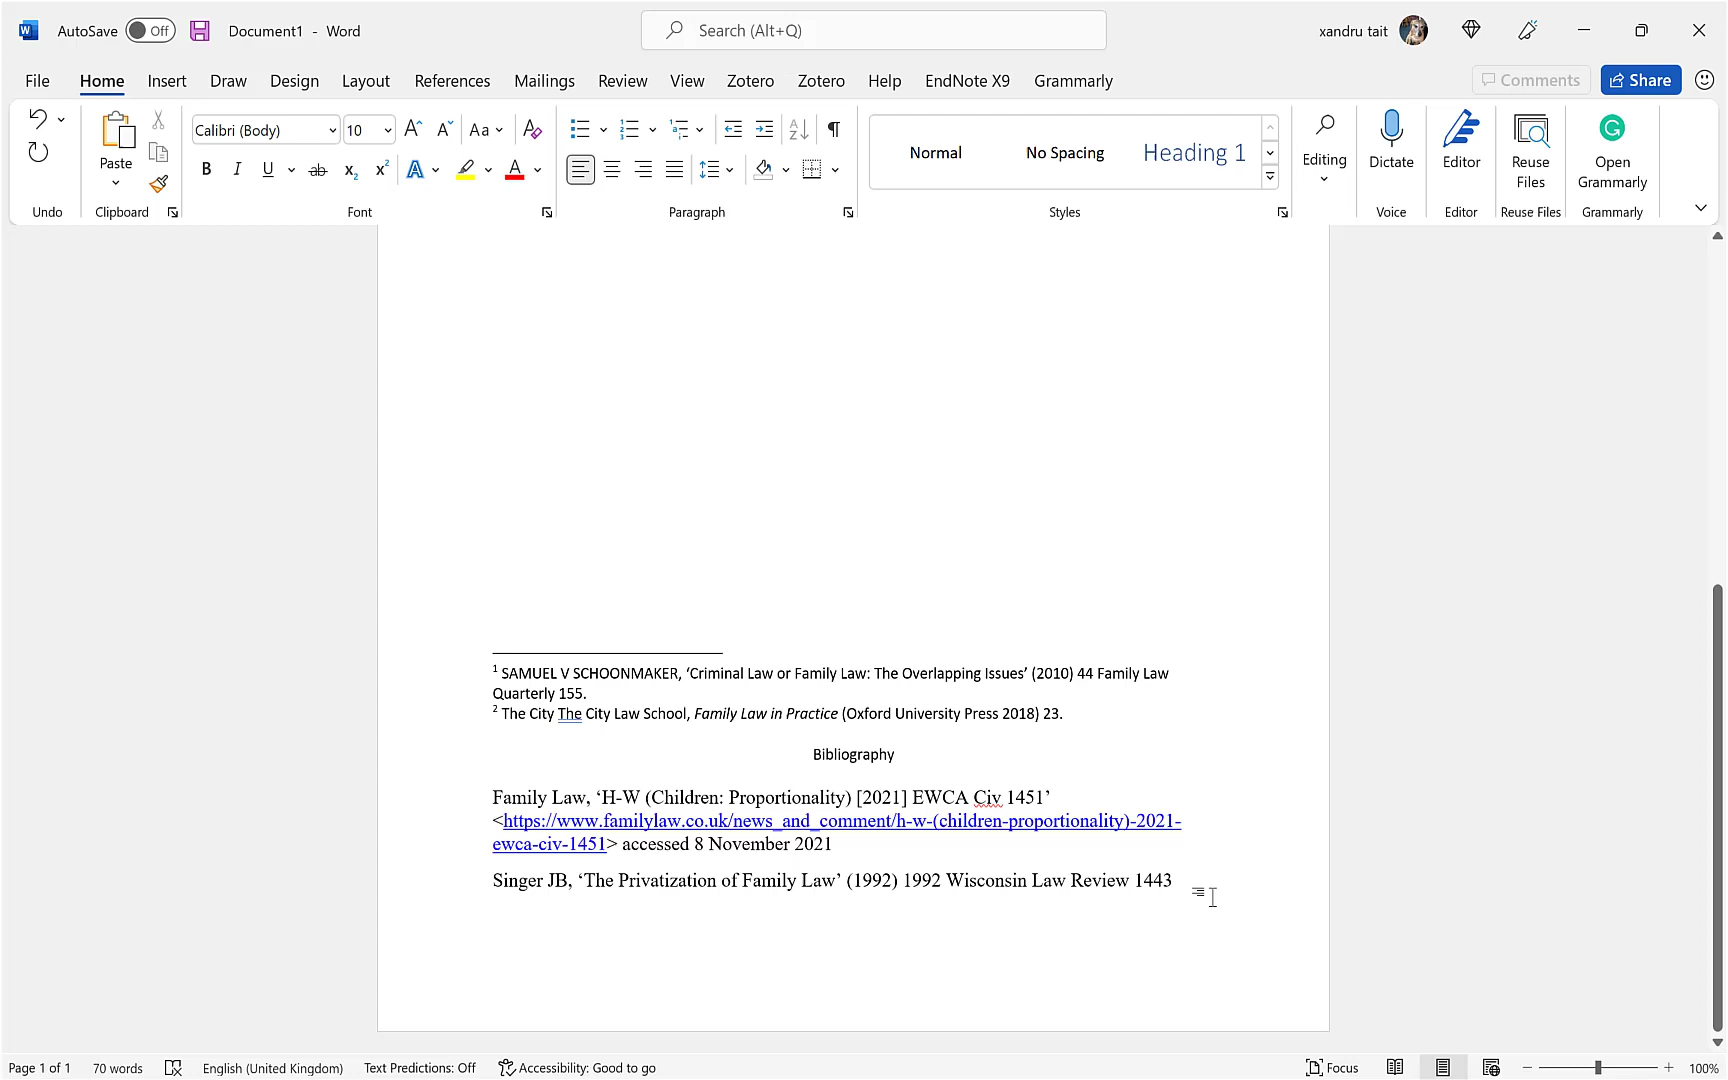 AutoSave Off Document1 - Word Search (Alt+Q) xandru tait
File Home Insert Draw Design Layout References Mailings Review View Zotero Zotero Help EndNote X9 Grammarly Comments Share
Calibri (Body) 10 Aa
Paste Normal No Spacing Heading 1 Editing Dictate Editor Reuse Files Open Grammarly
Undo Clipboard Font Paragraph Styles Voice Editor Reuse Files Grammarly
1 SAMUEL V SCHOONMAKER, ‘Criminal Law or Family Law: The Overlapping Issues’ (2010) 44 Family Law
Quarterly 155.
2 The City The City Law School, Family Law in Practice (Oxford University Press 2018) 23.
Bibliography
Family Law, ‘H-W (Children: Proportionality) [2021] EWCA Civ 1451’
<https://www.familylaw.co.uk/news_and_comment/h-w-(children-proportionality)-2021-
ewca-civ-1451> accessed 8 November 2021
Singer JB, ‘The Privatization of Family Law’ (1992) 1992 Wisconsin Law Review 1443
Page 1 of 1 70 words English (United Kingdom) Text Predictions: Off Accessibility: Good to go Focus 100%